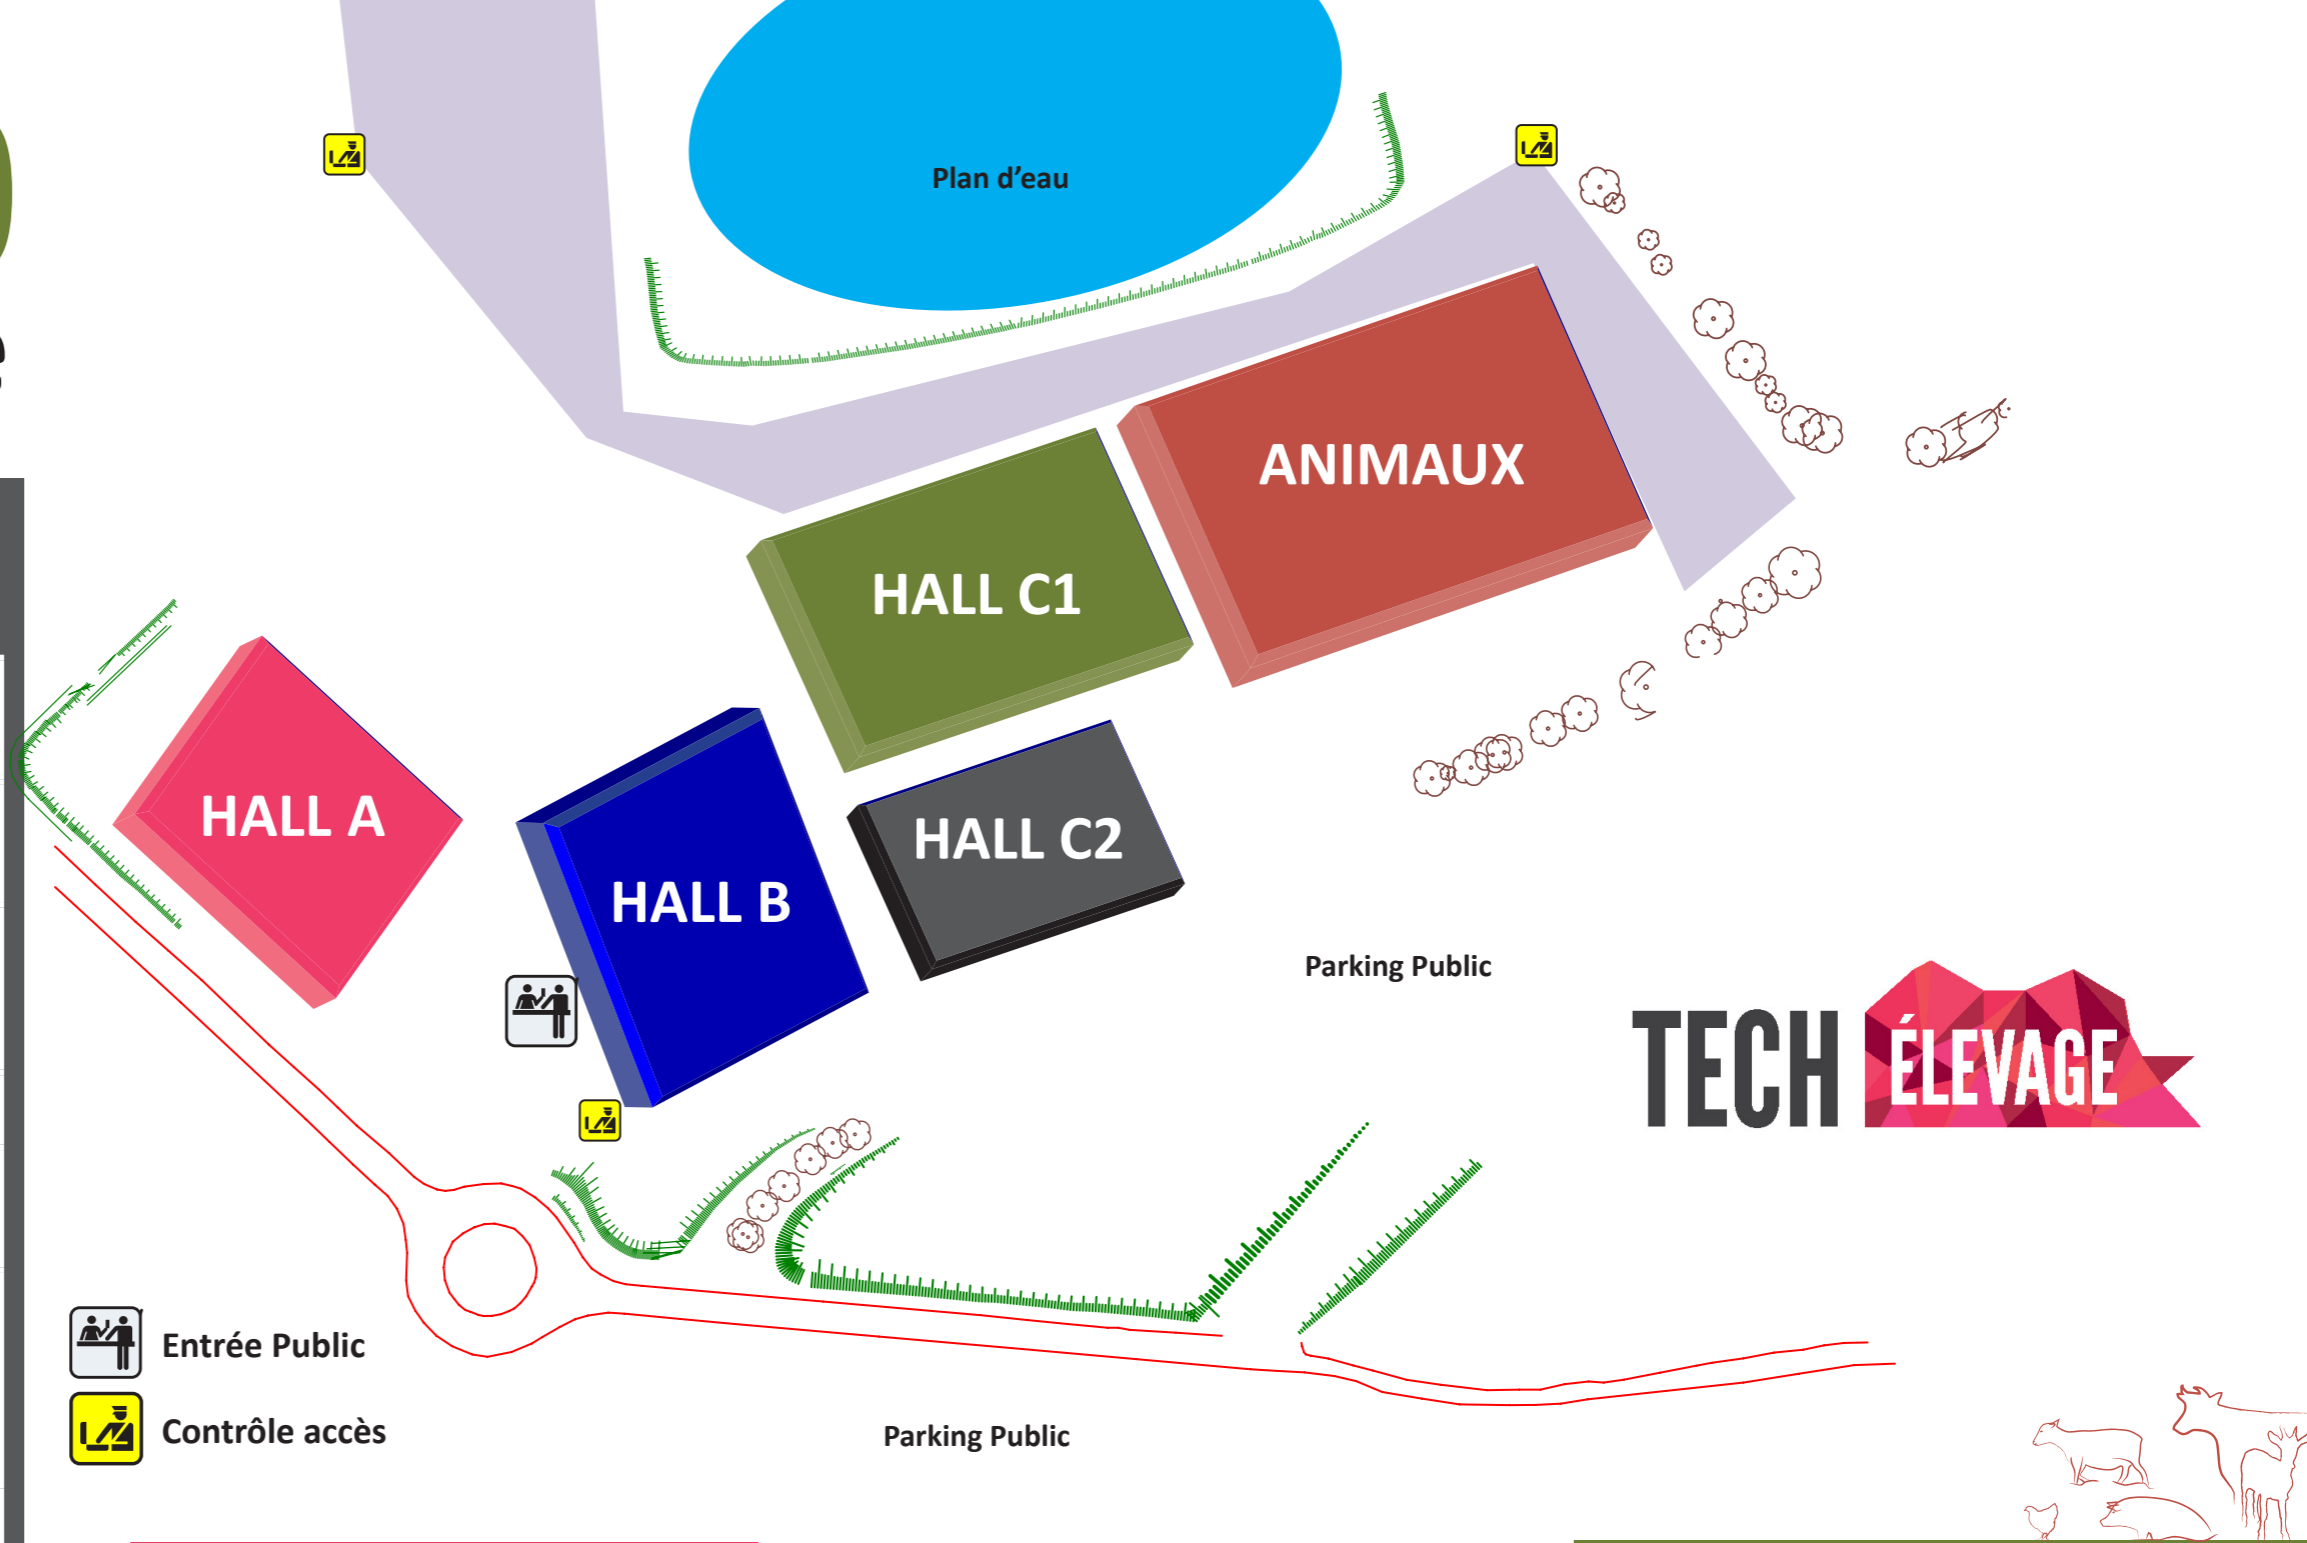 Plan d’eau
ANIMAUX
HALL C1
HALL A
HALL C2
HALL B
Parking Public
TECH ÉLEVAGE
Entrée Public
Contrôle accès
Parking Public